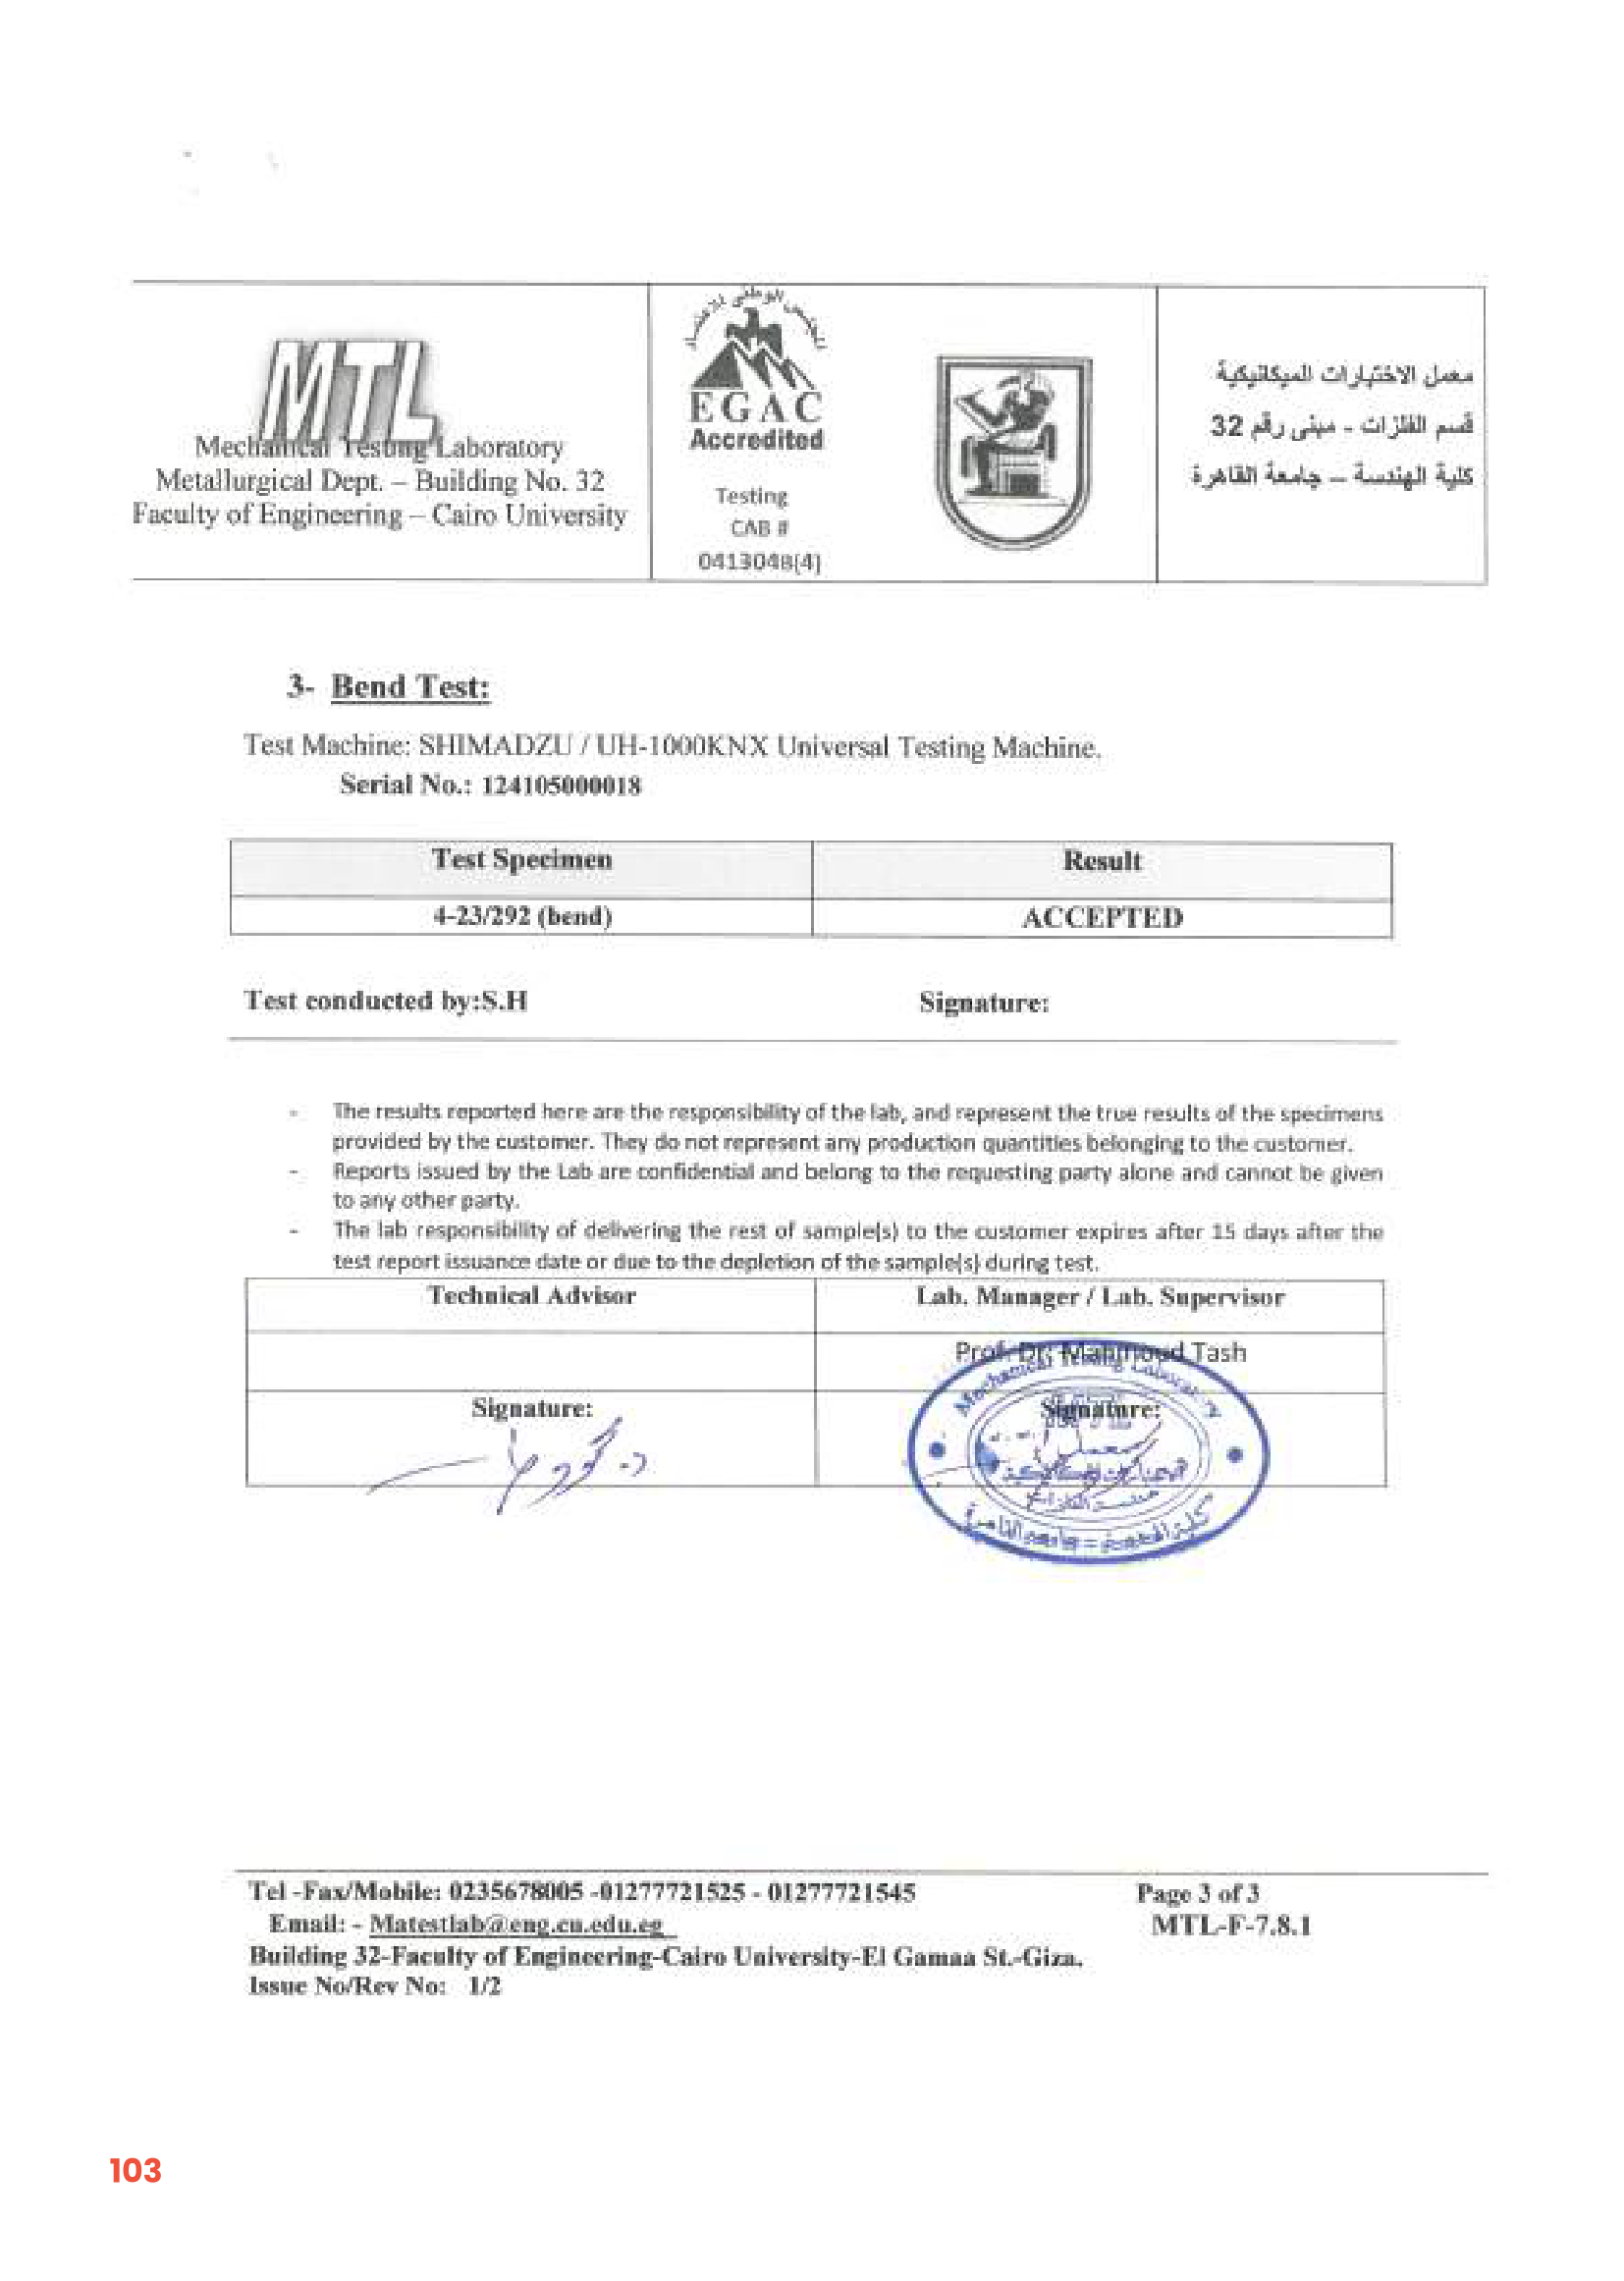 MTL
Mechanical Testing Laboratory
Metallurgical Dept. – Building No. 32
Faculty of Engineering – Cairo University
EGAC
Accredited
Testing
CAB #
0413048(4)
معمل الاختبارات الميكانيكية
قسم الفلزات - مبنى رقم 32
كلية الهندسة – جامعة القاهرة
3- Bend Test:
Test Machine: SHIMADZU / UH-1000KNX Universal Testing Machine.
Serial No.: 124105000018
Test Specimen Result
4-23/292 (bend) ACCEPTED
Test conducted by:S.H Signature:
- The results reported here are the responsibility of the lab, and represent the true results of the specimens
provided by the customer. They do not represent any production quantities belonging to the customer.
- Reports issued by the Lab are confidential and belong to the requesting party alone and cannot be given
to any other party.
- The lab responsibility of delivering the rest of sample(s) to the customer expires after 15 days after the
test report issuance date or due to the depletion of the sample(s) during test.
Technical Advisor Lab. Manager / Lab. Supervisor
Prof. Dr. Mahmoud Tash
Signature: Signature:
Mechanical Testing Laboratory
كلية الهندسة – جامعة القاهرة
Tel -Fax/Mobile: 0235678005 -01277721525 - 01277721545 Page 3 of 3
Email: - Matestlab@eng.cu.edu.eg MTL-F-7.8.1
Building 32-Faculty of Engineering-Cairo University-El Gamaa St.-Giza.
Issue No/Rev No: 1/2
103